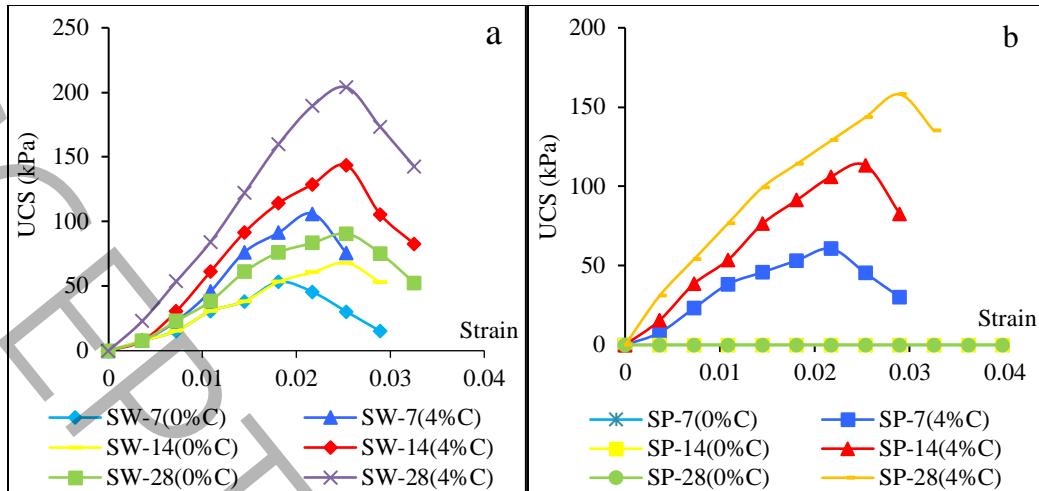 a
UCS (kPa)
250
200
150
100
50
0
0
0.01
0.02
0.03
0.04
Strain
SW-7(0%C)
SW-7(4%C)
SW-14(0%C)
SW-14(4%C)
SW-28(0%C)
SW-28(4%C)
b
UCS (kPa)
200
150
100
50
0
0
0.01
0.02
0.03
0.04
Strain
SP-7(0%C)
SP-7(4%C)
SP-14(0%C)
SP-14(4%C)
SP-28(0%C)
SP-28(4%C)